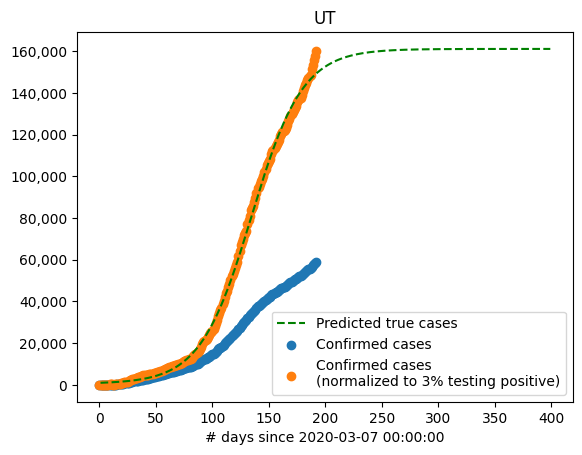 UT
160,000
140,000
120,000
100,000
80,000
60,000
40,000
20,000
0
0 50 100 150 200 250 300 350 400
# days since 2020-03-07 00:00:00
Predicted true cases
Confirmed cases
Confirmed cases
(normalized to 3% testing positive)